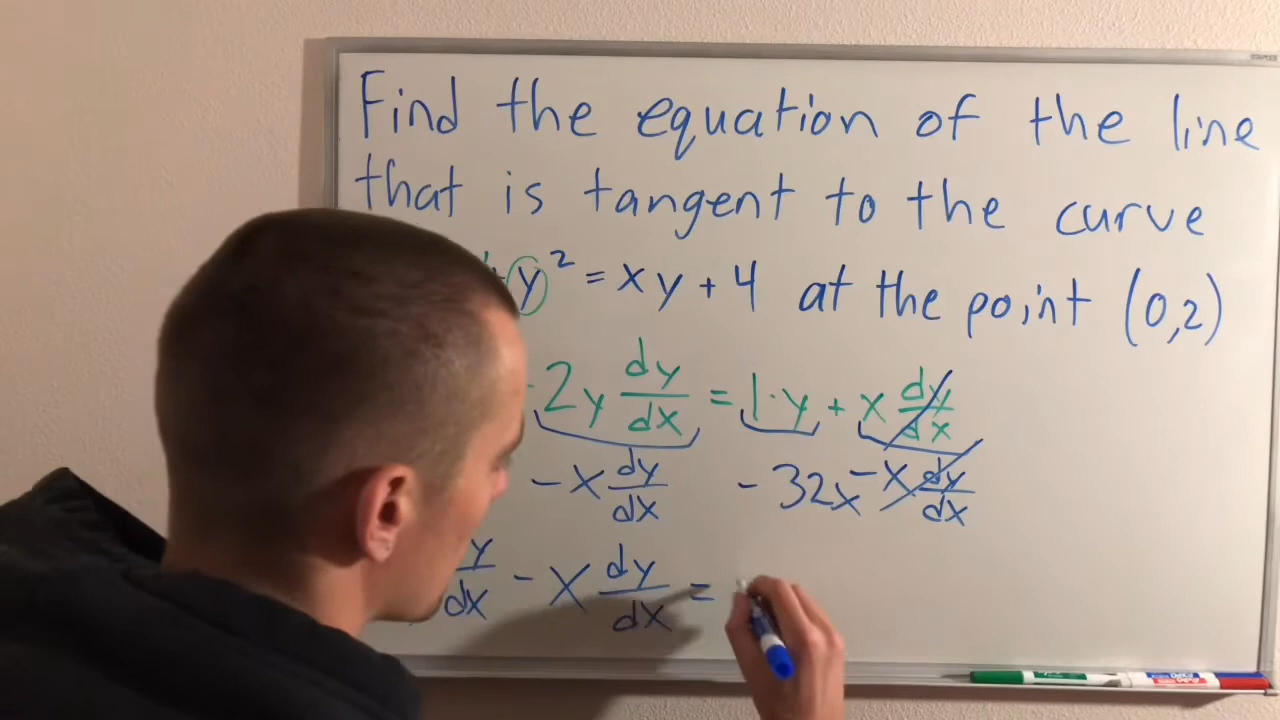 Find the equation of the line
that is tangent to the curve
y² = xy + 4 at the point (0,2)
2y dy/dx = 1·y + x dy/dx
- x dy/dx - 32x - x dy/dx
y/dx - x dy/dx =